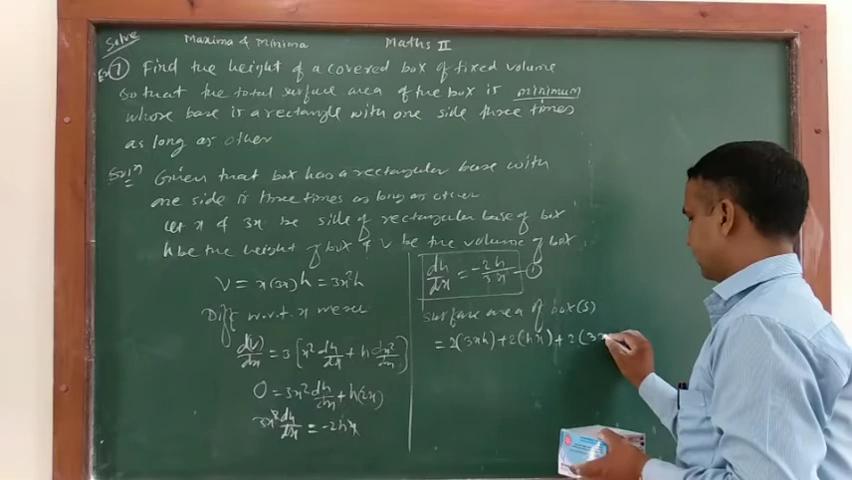 Solve Maxima & Minima Maths II
Ex (7) Find the height of a covered box of fixed volume
so that the total surface area of the box is minimum
whose base is a rectangle with one side three times
as long as other
Given that box has a rectangular base with
one side is three times as long as other
Let x & 3x be side of rectangular base of box
h be the height of box & V be the volume of box
V = x(3x)h = 3x²h
Diff w.r.t. x we
dV/dx = 3[x² dh/dx + h dx²/dx]
0 = 3x² dh/dx + h(2x)
3x² dh/dx = -2hx
dh/dx = -2h/3x — ①
Surface area of box (S)
= 2(3xh) + 2(hx) + 2(3x